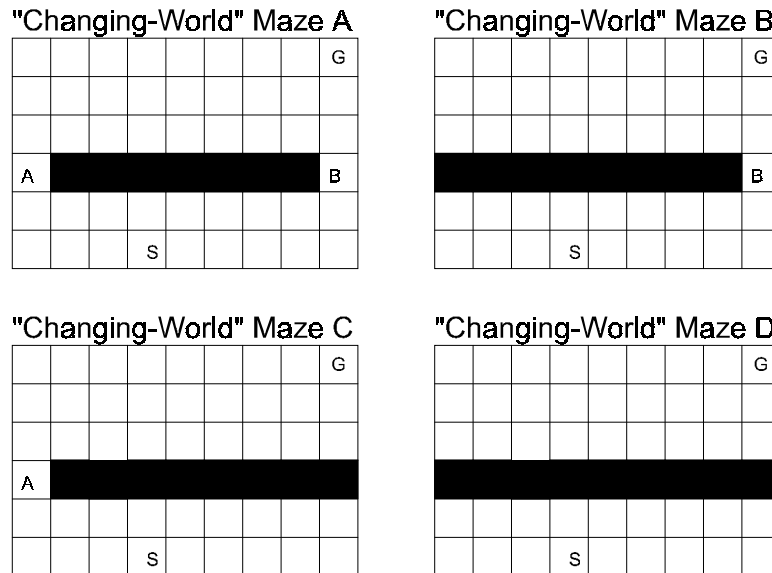 "Changing-World" Maze A
G
A B
S
"Changing-World" Maze B
G
B
S
"Changing-World" Maze C
G
A
S
"Changing-World" Maze D
G
S